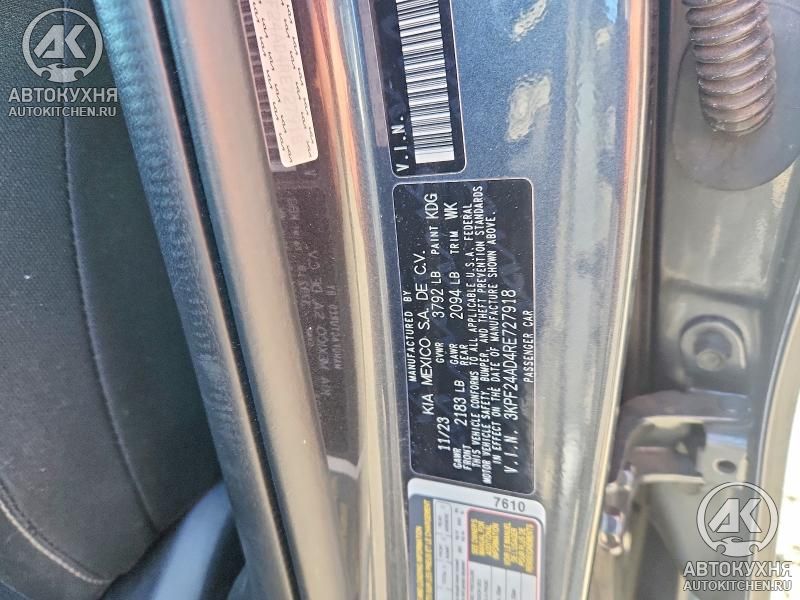 AK
АВТОКУХНЯ
AUTOKITCHEN.RU
V.I.N.
MANUFACTURED BY
KIA MEXICO S.A. DE C.V.
11/23 GVWR 3792 LB PAINT KDG
GAWR FRONT 2183 LB GAWR REAR 2094 LB TRIM WK
THIS VEHICLE CONFORMS TO ALL APPLICABLE U.S.A. FEDERAL
MOTOR VEHICLE SAFETY, BUMPER, AND THEFT PREVENTION STANDARDS
IN EFFECT ON THE DATE OF MANUFACTURE SHOWN ABOVE.
V.I.N. 3KPF24AD4RE727918
PASSENGER CAR
7610
AK
АВТОКУХНЯ
AUTOKITCHEN.RU